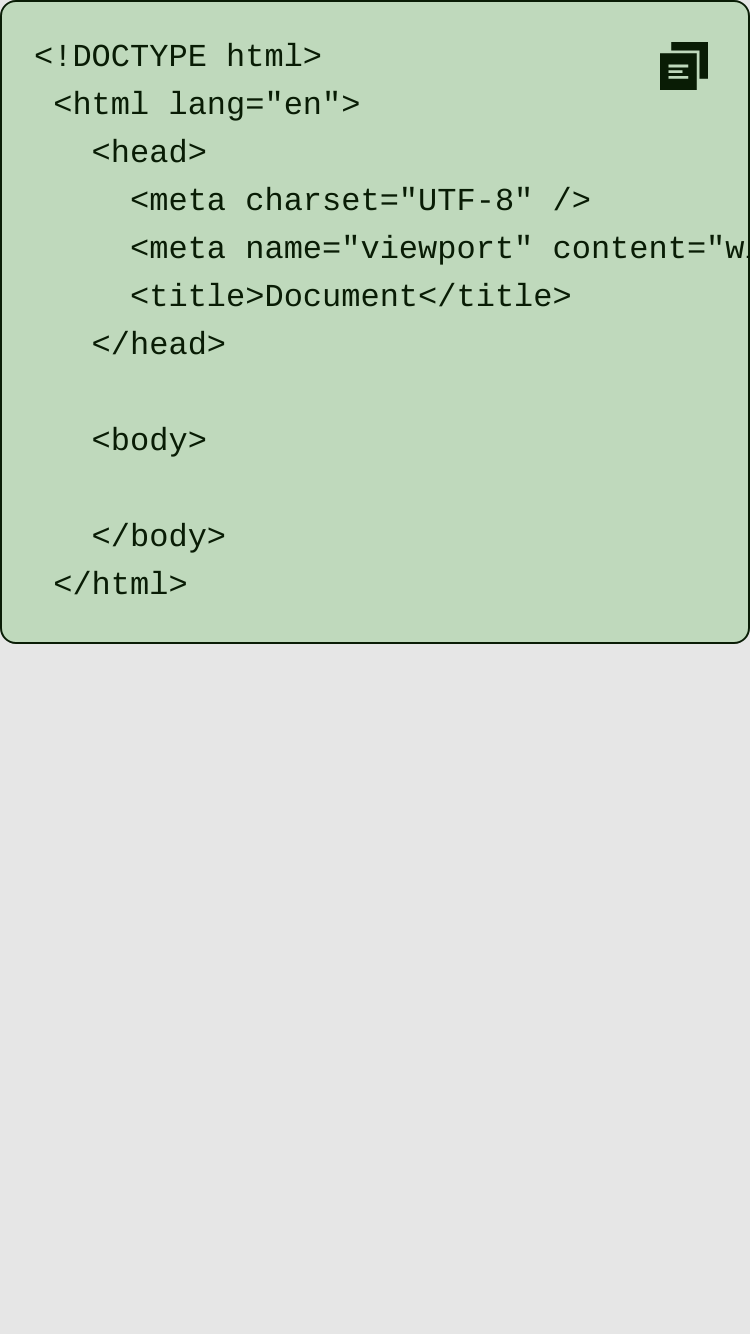 <!DOCTYPE html>
<html lang="en">
<head>
<meta charset="UTF-8" />
<meta name="viewport" content="w
<title>Document</title>
</head>
<body>
</body>
</html>